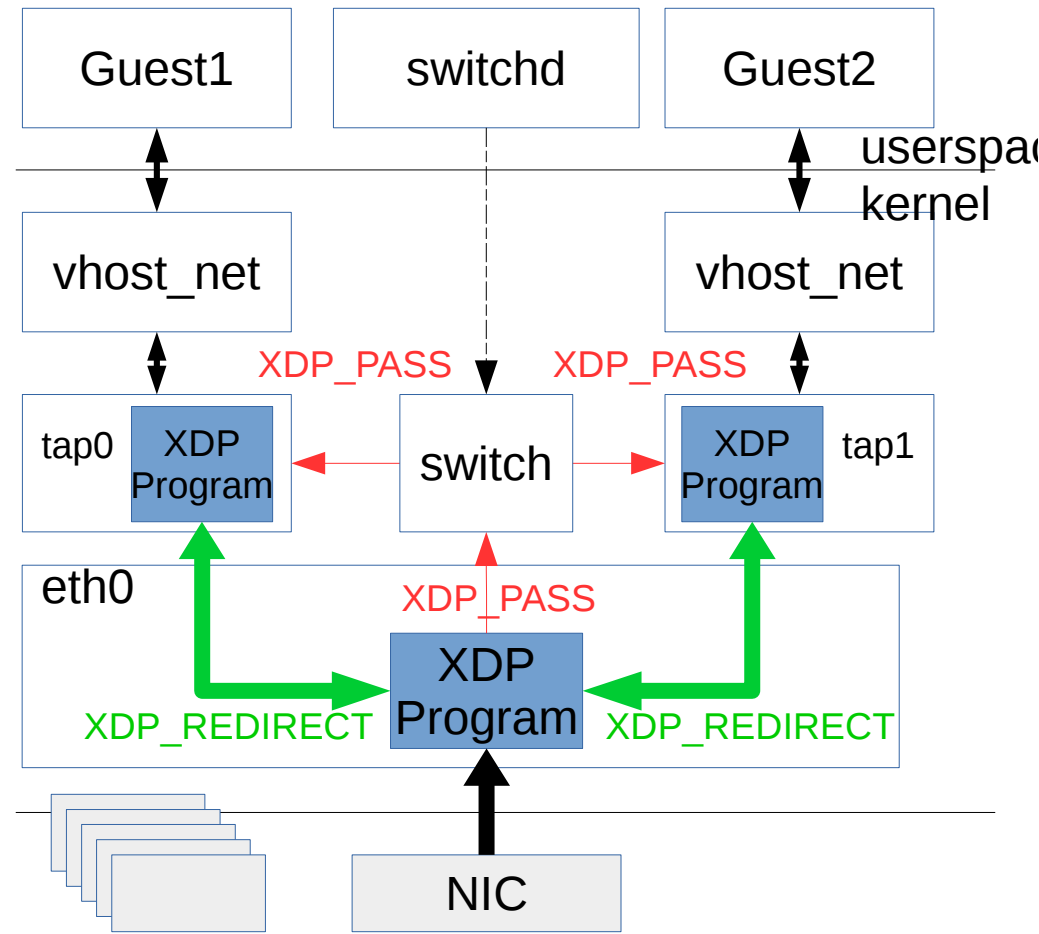 Guest1
switchd
Guest2
userspac
kernel
vhost_net
vhost_net
XDP_PASS
XDP_PASS
tap0
XDP
Program
switch
XDP
Program
tap1
eth0
XDP_PASS
XDP
Program
XDP_REDIRECT
XDP_REDIRECT
NIC